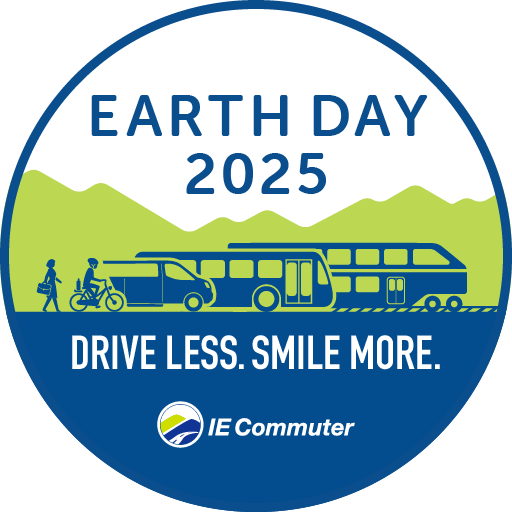 EARTH DAY
2025
DRIVE LESS. SMILE MORE.
IE Commuter